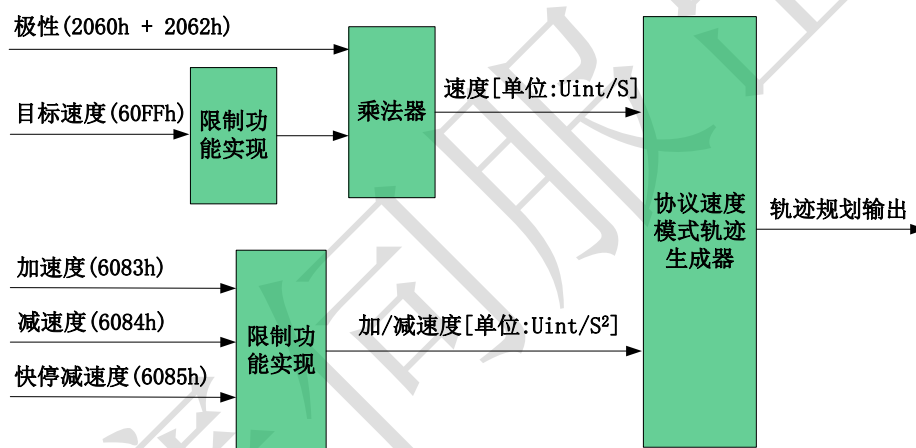 极性(2060h + 2062h)
目标速度(60FFh)
限制功
能实现
乘法器
速度[单位:Uint/S]
加速度(6083h)
减速度(6084h)
快停减速度(6085h)
限制功
能实现
加/减速度[单位:Uint/S²]
协议速度
模式轨迹
生成器
轨迹规划输出